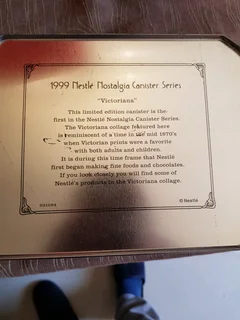 1999 Nestlé Nostalgia Canister Series
"Victoriana"
This limited edition canister is the
first in the Nestlé Nostalgia Canister Series.
The Victoriana collage featured here
is reminiscent of a time in the mid 1870's
when Victorian prints were a favorite
with both adults and children.
It is during this time frame that Nestlé
first began making fine foods and chocolates.
If you look closely you will find some of
Nestlé's products in the Victoriana collage.
© Nestlé